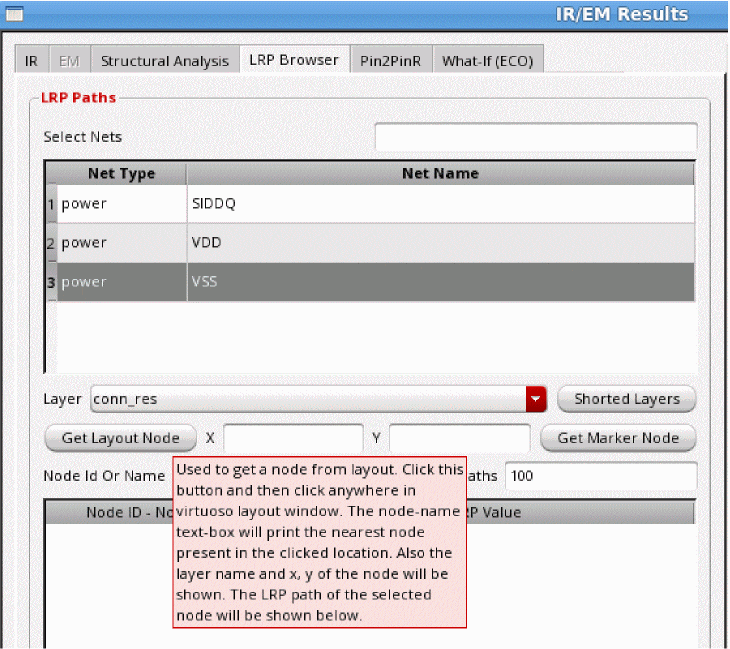 IR/EM Results
IR EM Structural Analysis LRP Browser Pin2PinR What-If (ECO)
LRP Paths
Select Nets
Net Type Net Name
1 power SIDDQ
2 power VDD
3 power VSS
Layer conn_res Shorted Layers
Get Layout Node X Y Get Marker Node
Node Id Or Name aths 100
Node ID - No P Value
Used to get a node from layout. Click this
button and then click anywhere in
virtuoso layout window. The node-name
text-box will print the nearest node
present in the clicked location. Also the
layer name and x, y of the node will be
shown. The LRP path of the selected
node will be shown below.